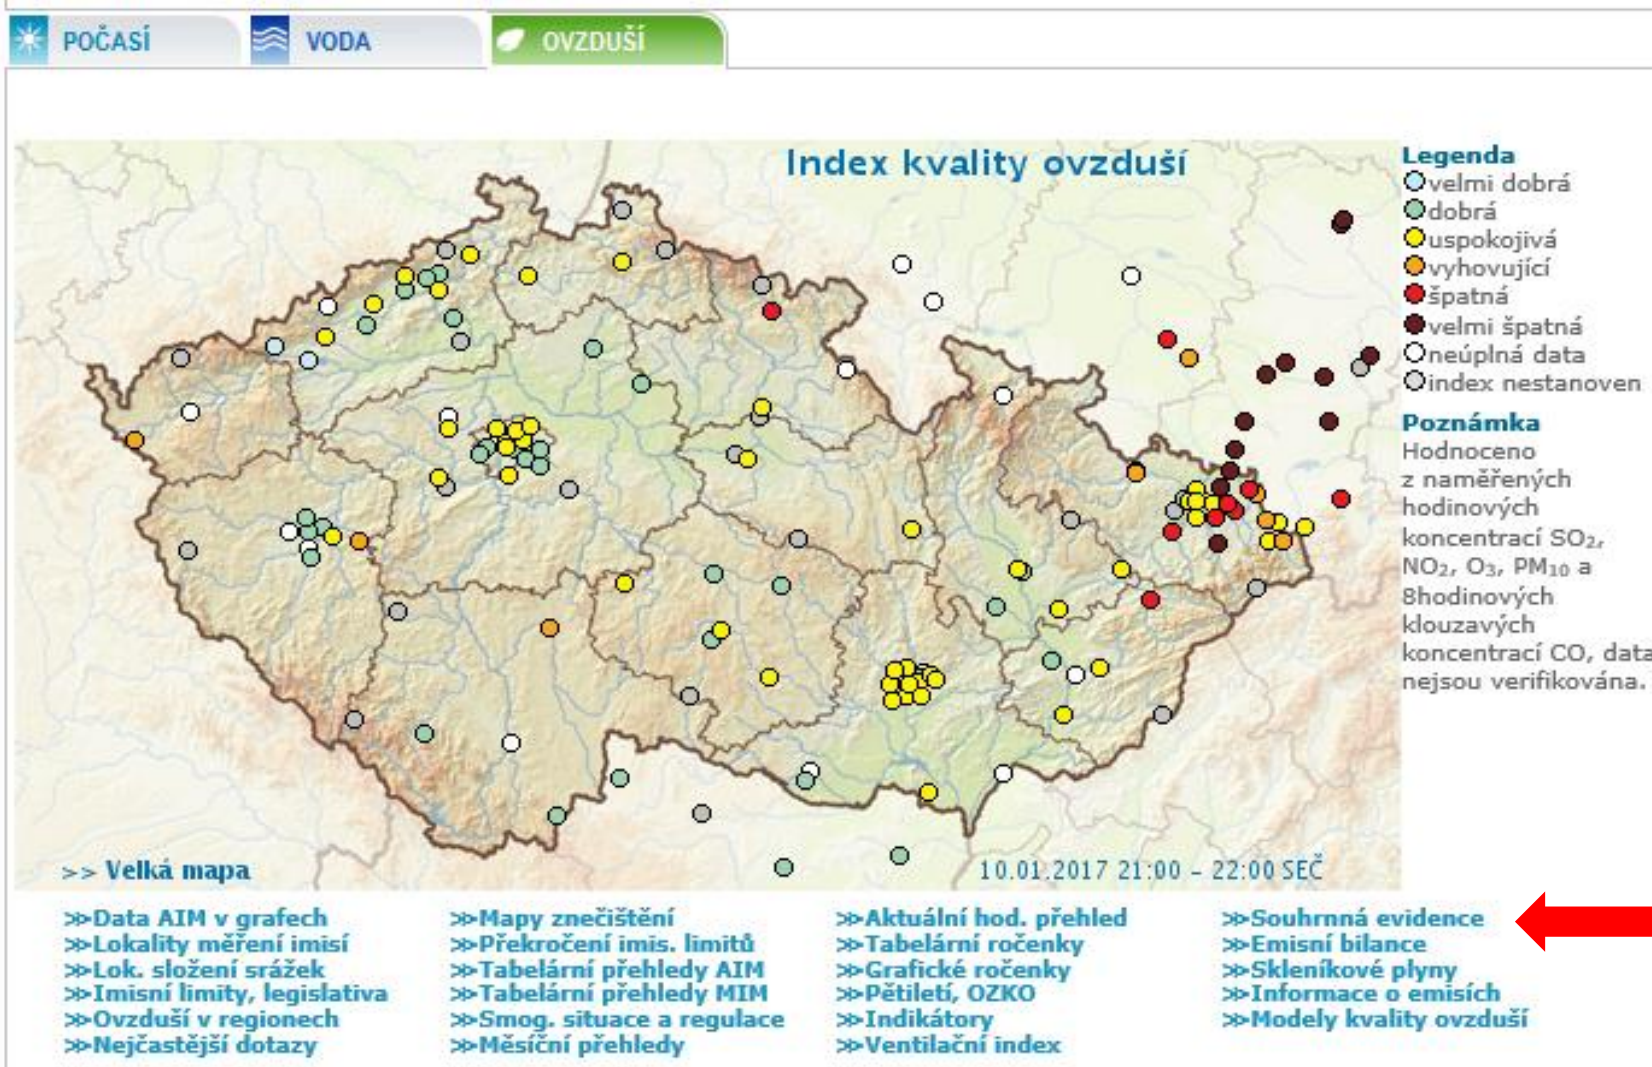 POČASÍ
VODA
OVZDUŠÍ
Index kvality ovzduší
Legenda
velmi dobrá
dobrá
uspokojivá
vyhovující
špatná
velmi špatná
neúplná data
index nestanoven
Poznámka
Hodnoceno
z naměřených
hodinových
koncentrací SO₂,
NO₂, O₃, PM₁₀ a
8hodinových
klouzavých
koncentrací CO, data
nejsou verifikována.
>> Velká mapa
10.01.2017 21:00 - 22:00 SEČ
>>Data AIM v grafech
>>Lokality měření imisí
>>Lok. složení srážek
>>Imisní limity, legislativa
>>Ovzduší v regionech
>>Nejčastější dotazy
>>Mapy znečištění
>>Překročení imis. limitů
>>Tabelární přehledy AIM
>>Tabelární přehledy MIM
>>Smog. situace a regulace
>>Měsíční přehledy
>>Aktuální hod. přehled
>>Tabelární ročenky
>>Grafické ročenky
>>Pětiletí, OZKO
>>Indikátory
>>Ventilační index
>>Souhrnná evidence
>>Emisní bilance
>>Skleníkové plyny
>>Informace o emisích
>>Modely kvality ovzduší